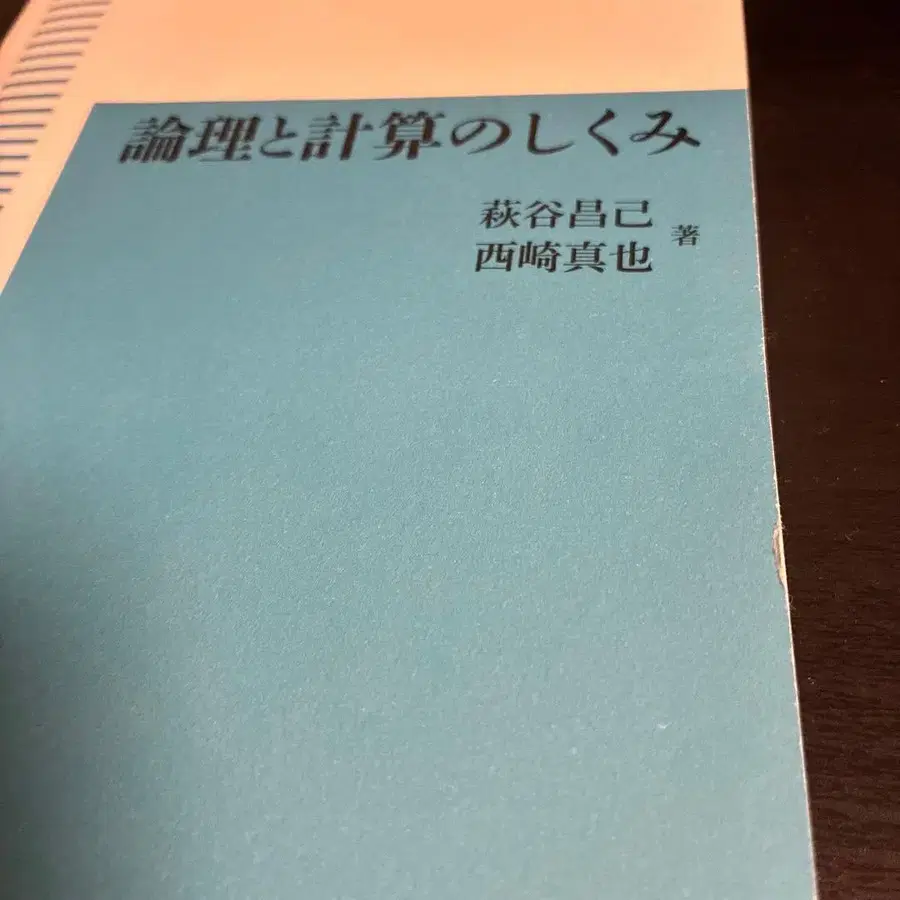 論理と計算のしくみ
萩谷昌己
西崎真也
著